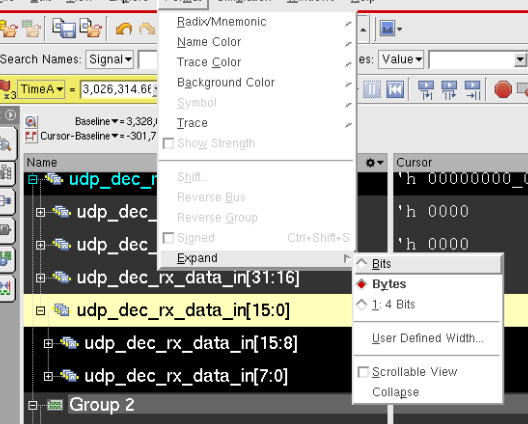 Search Names: Signal
es: Value
TimeA = 3,026,314.66
x3
Baseline = 3,328,
Cursor-Baseline = -301,7
Name
Cursor
udp_dec_r
'h 00000000_0
udp_dec_
'h 0000
udp_dec_
'h 0000
udp_dec_rx_data_in[31:16]
udp_dec_rx_data_in[15:0]
udp_dec_rx_data_in[15:8]
udp_dec_rx_data_in[7:0]
Group 2
Radix/Mnemonic
Name Color
Trace Color
Background Color
Symbol
Trace
Show Strength
Shift...
Reverse Bus
Reverse Group
Signed Ctrl+Shift+S
Expand
Bits
Bytes
1: 4 Bits
User Defined Width...
Scrollable View
Collapse